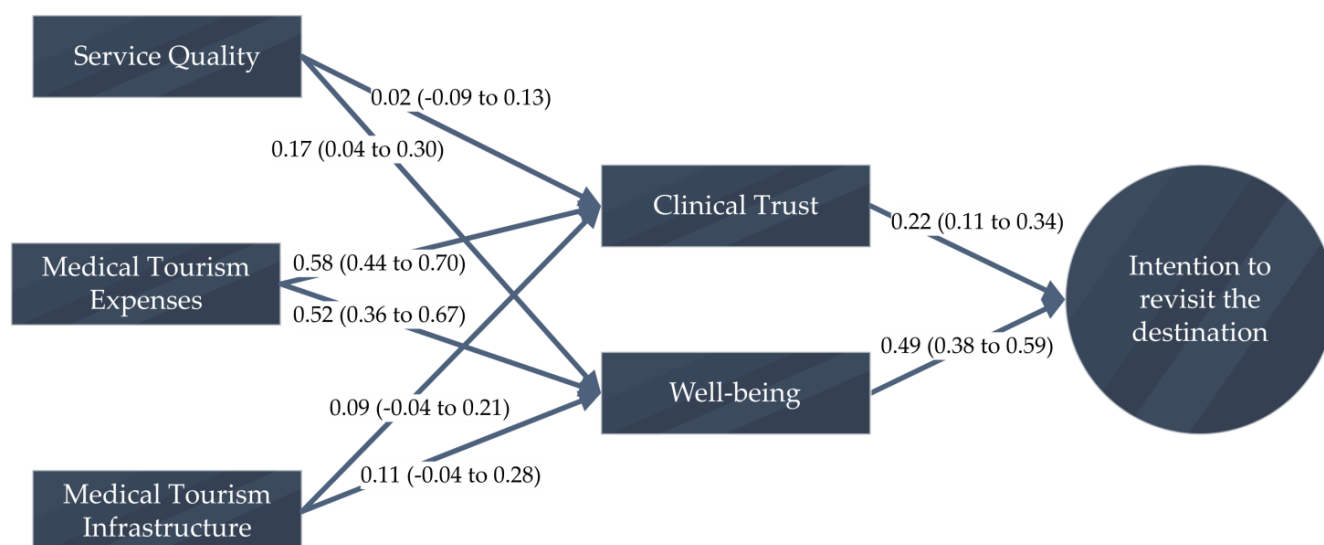 Service Quality
0.02 (-0.09 to 0.13)
0.17 (0.04 to 0.30)
Clinical Trust
0.22 (0.11 to 0.34)
Medical Tourism
Expenses
0.58 (0.44 to 0.70)
0.52 (0.36 to 0.67)
Intention to
revisit the
destination
0.49 (0.38 to 0.59)
Well-being
0.09 (-0.04 to 0.21)
0.11 (-0.04 to 0.28)
Medical Tourism
Infrastructure